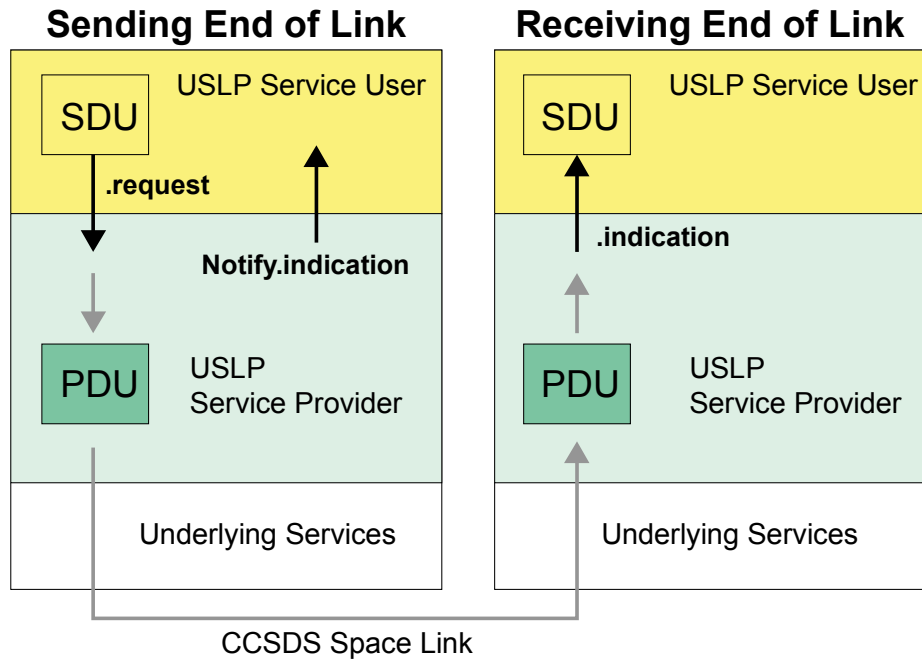 Sending End of Link
Receiving End of Link
USLP Service User
SDU
.request
Notify.indication
PDU
USLP
Service Provider
Underlying Services
USLP Service User
SDU
.indication
PDU
USLP
Service Provider
Underlying Services
CCSDS Space Link